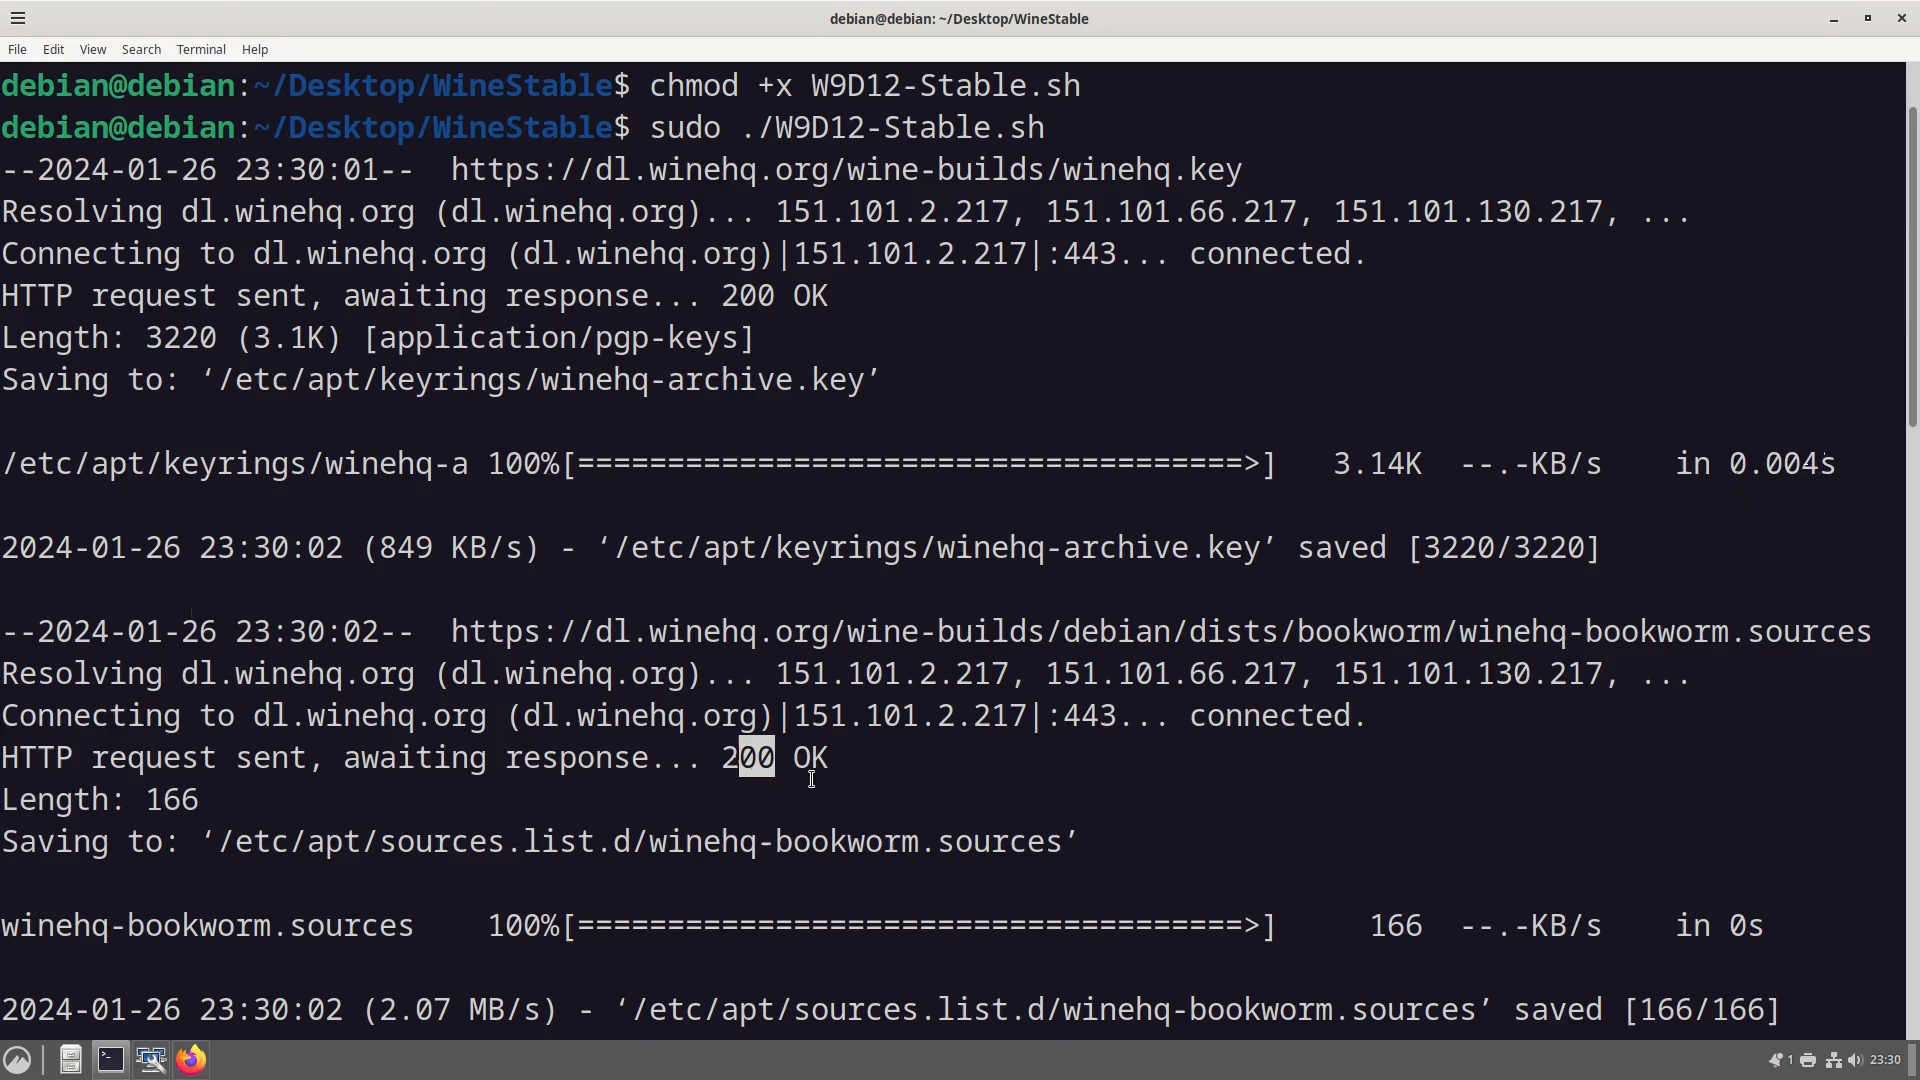 debian@debian: ~/Desktop/WineStable
File Edit View Search Terminal Help
debian@debian:~/Desktop/WineStable$ chmod +x W9D12-Stable.sh
debian@debian:~/Desktop/WineStable$ sudo ./W9D12-Stable.sh
--2024-01-26 23:30:01--  https://dl.winehq.org/wine-builds/winehq.key
Resolving dl.winehq.org (dl.winehq.org)... 151.101.2.217, 151.101.66.217, 151.101.130.217, ...
Connecting to dl.winehq.org (dl.winehq.org)|151.101.2.217|:443... connected.
HTTP request sent, awaiting response... 200 OK
Length: 3220 (3.1K) [application/pgp-keys]
Saving to: ‘/etc/apt/keyrings/winehq-archive.key’
/etc/apt/keyrings/winehq-a 100%[=====================================>]   3.14K  --.-KB/s    in 0.004s
2024-01-26 23:30:02 (849 KB/s) - ‘/etc/apt/keyrings/winehq-archive.key’ saved [3220/3220]
--2024-01-26 23:30:02--  https://dl.winehq.org/wine-builds/debian/dists/bookworm/winehq-bookworm.sources
Resolving dl.winehq.org (dl.winehq.org)... 151.101.2.217, 151.101.66.217, 151.101.130.217, ...
Connecting to dl.winehq.org (dl.winehq.org)|151.101.2.217|:443... connected.
HTTP request sent, awaiting response... 200 OK
Length: 166
Saving to: ‘/etc/apt/sources.list.d/winehq-bookworm.sources’
winehq-bookworm.sources    100%[=====================================>]     166  --.-KB/s    in 0s
2024-01-26 23:30:02 (2.07 MB/s) - ‘/etc/apt/sources.list.d/winehq-bookworm.sources’ saved [166/166]
1 23:30